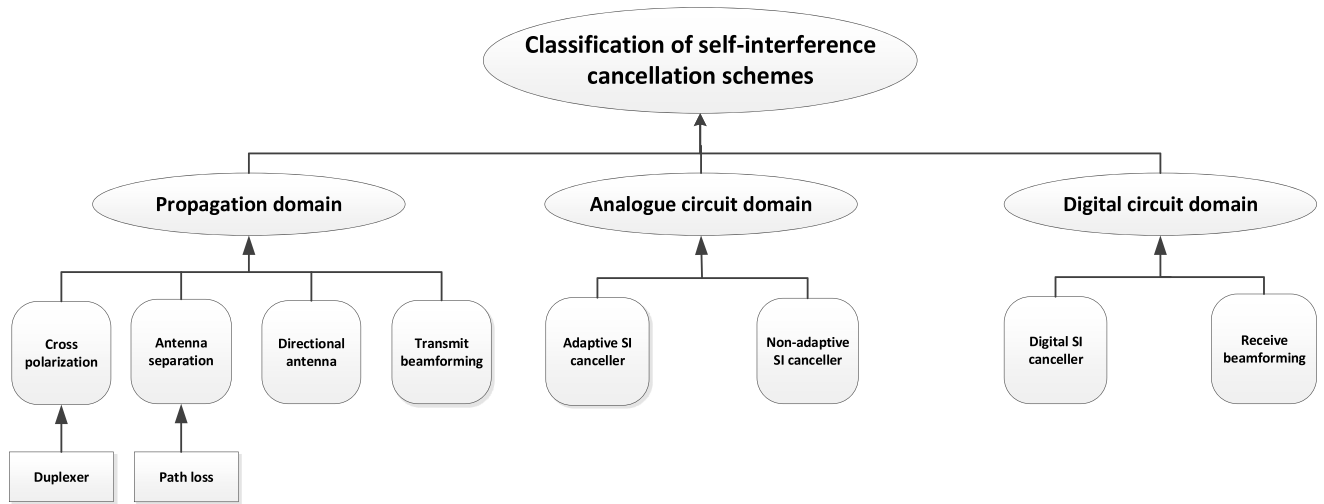 Classification of self-interference
cancellation schemes
Propagation domain
Analogue circuit domain
Digital circuit domain
Cross
polarization
Antenna
separation
Directional
antenna
Transmit
beamforming
Adaptive SI
canceller
Non-adaptive
SI canceller
Digital SI
canceller
Receive
beamforming
Duplexer
Path loss